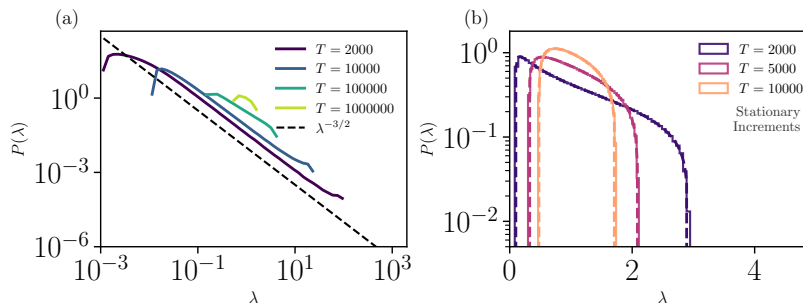 (a)
P(λ)
10^0
10^{-3}
10^{-6}
10^{-3}
10^{-1}
10^1
10^3
λ
T = 2000
T = 10000
T = 100000
T = 1000000
λ^{-3/2}
(b)
P(λ)
10^0
10^{-1}
10^{-2}
0
2
4
λ
T = 2000
T = 5000
T = 10000
Stationary
Increments